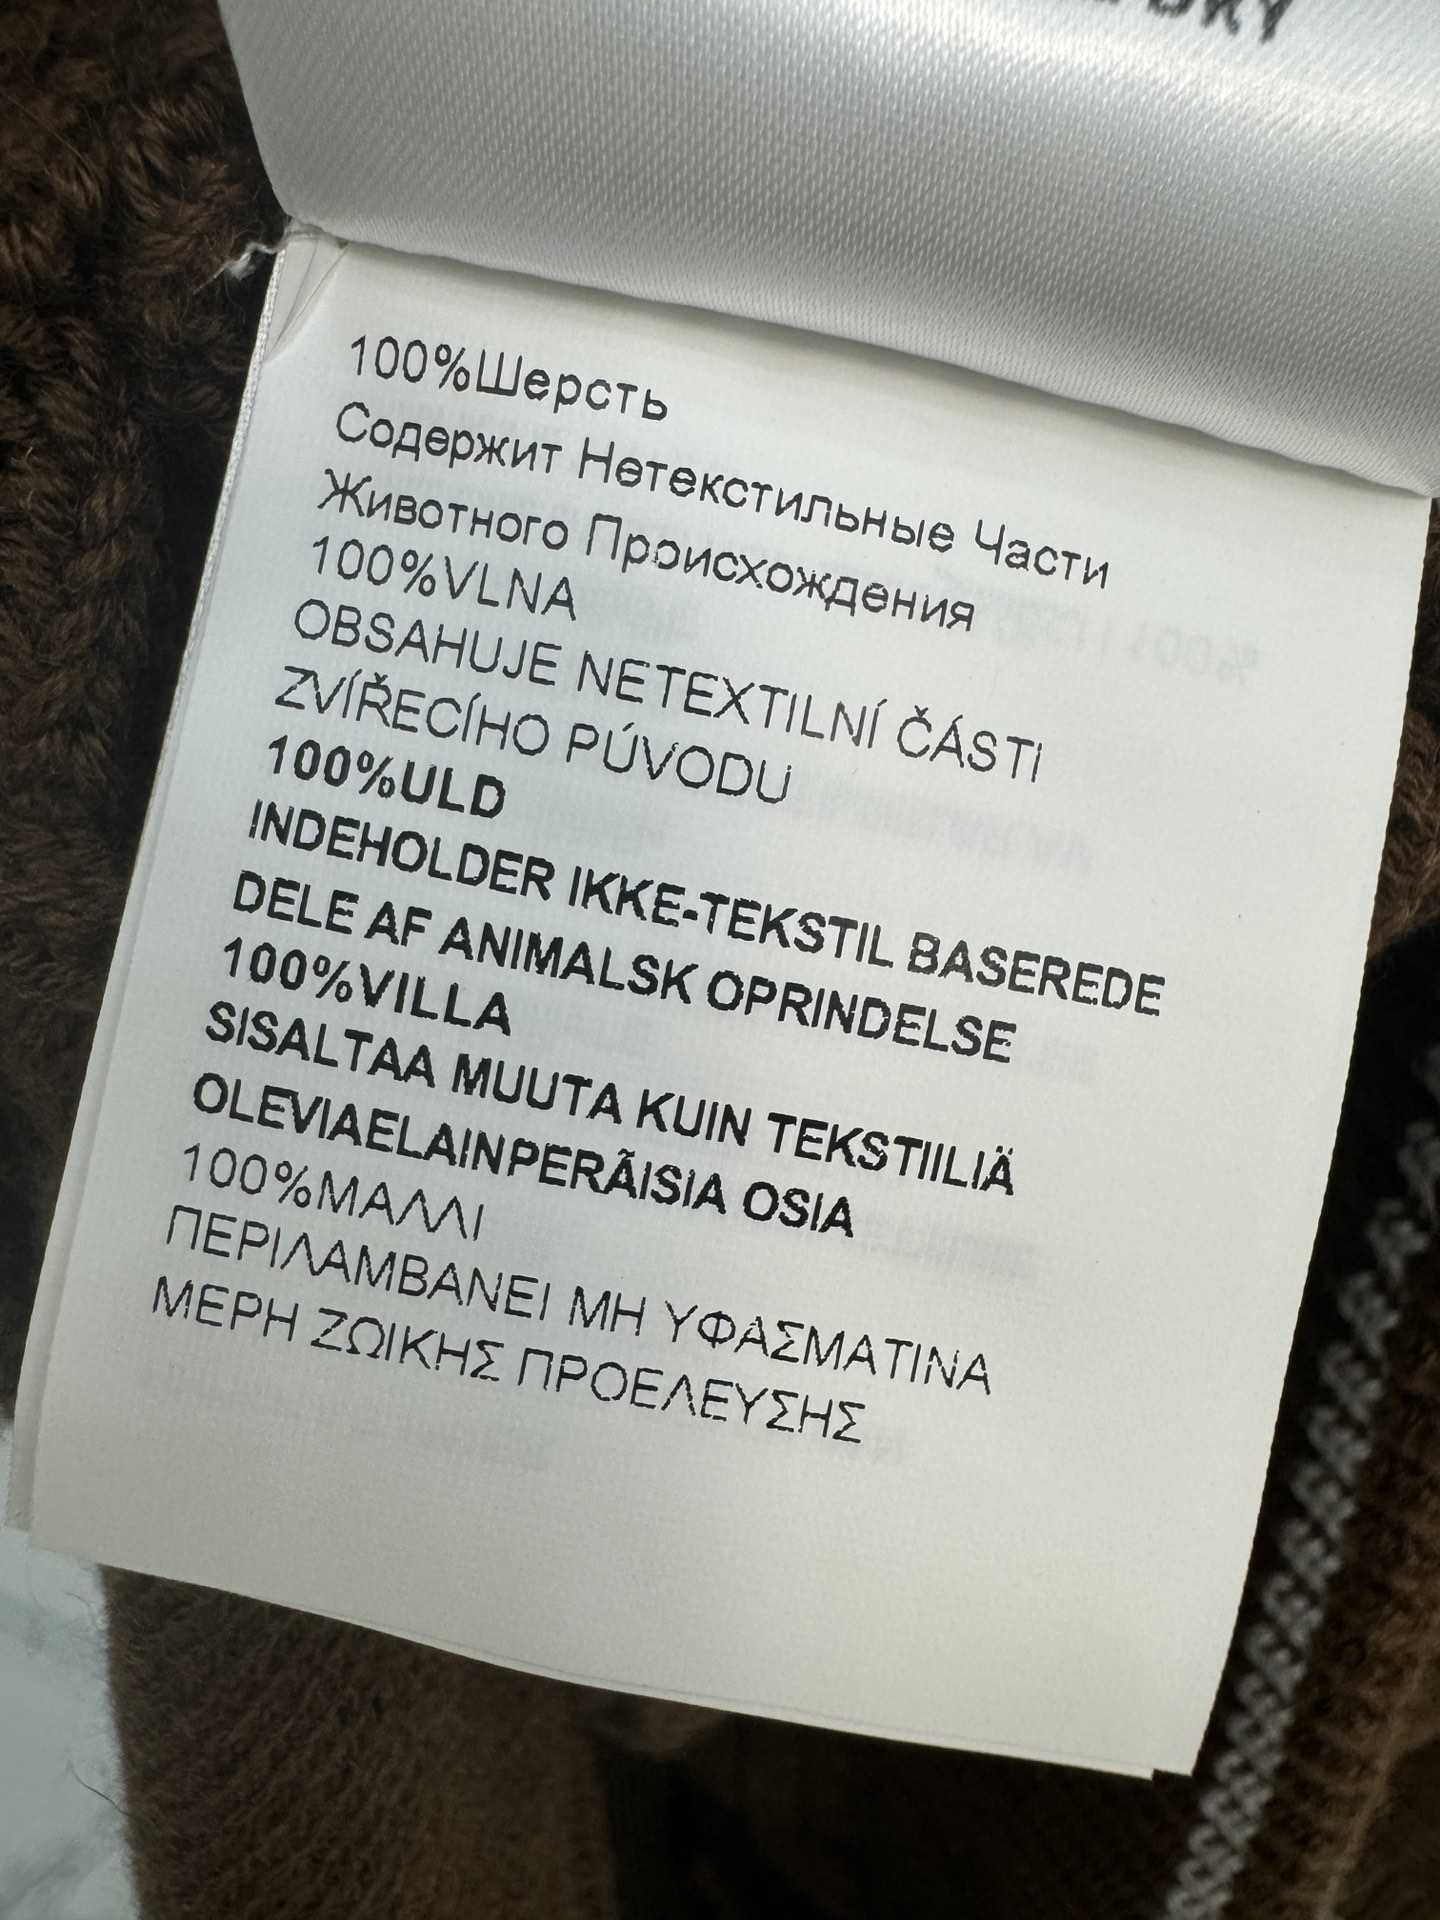 100%Шерсть
Содержит Нетекстильные Части
Животного Происхождения
100%VLNA
OBSAHUJE NETEXTILNÍ ČÁSTI
ZVÍŘECÍHO PÚVODU
100%ULD
INDEHOLDER IKKE-TEKSTIL BASEREDE
DELE AF ANIMALSK OPRINDELSE
100%VILLA
SISALTAA MUUTA KUIN TEKSTIILIÄ
OLEVIAELAINPERÃISIA OSIA
100%ΜΑΛΛΙ
ΠΕΡΙΛΑΜΒΑΝΕΙ ΜΗ ΥΦΑΣΜΑΤΙΝΑ
ΜΕΡΗ ΖΩΙΚΗΣ ΠΡΟΕΛΕΥΣΗΣ